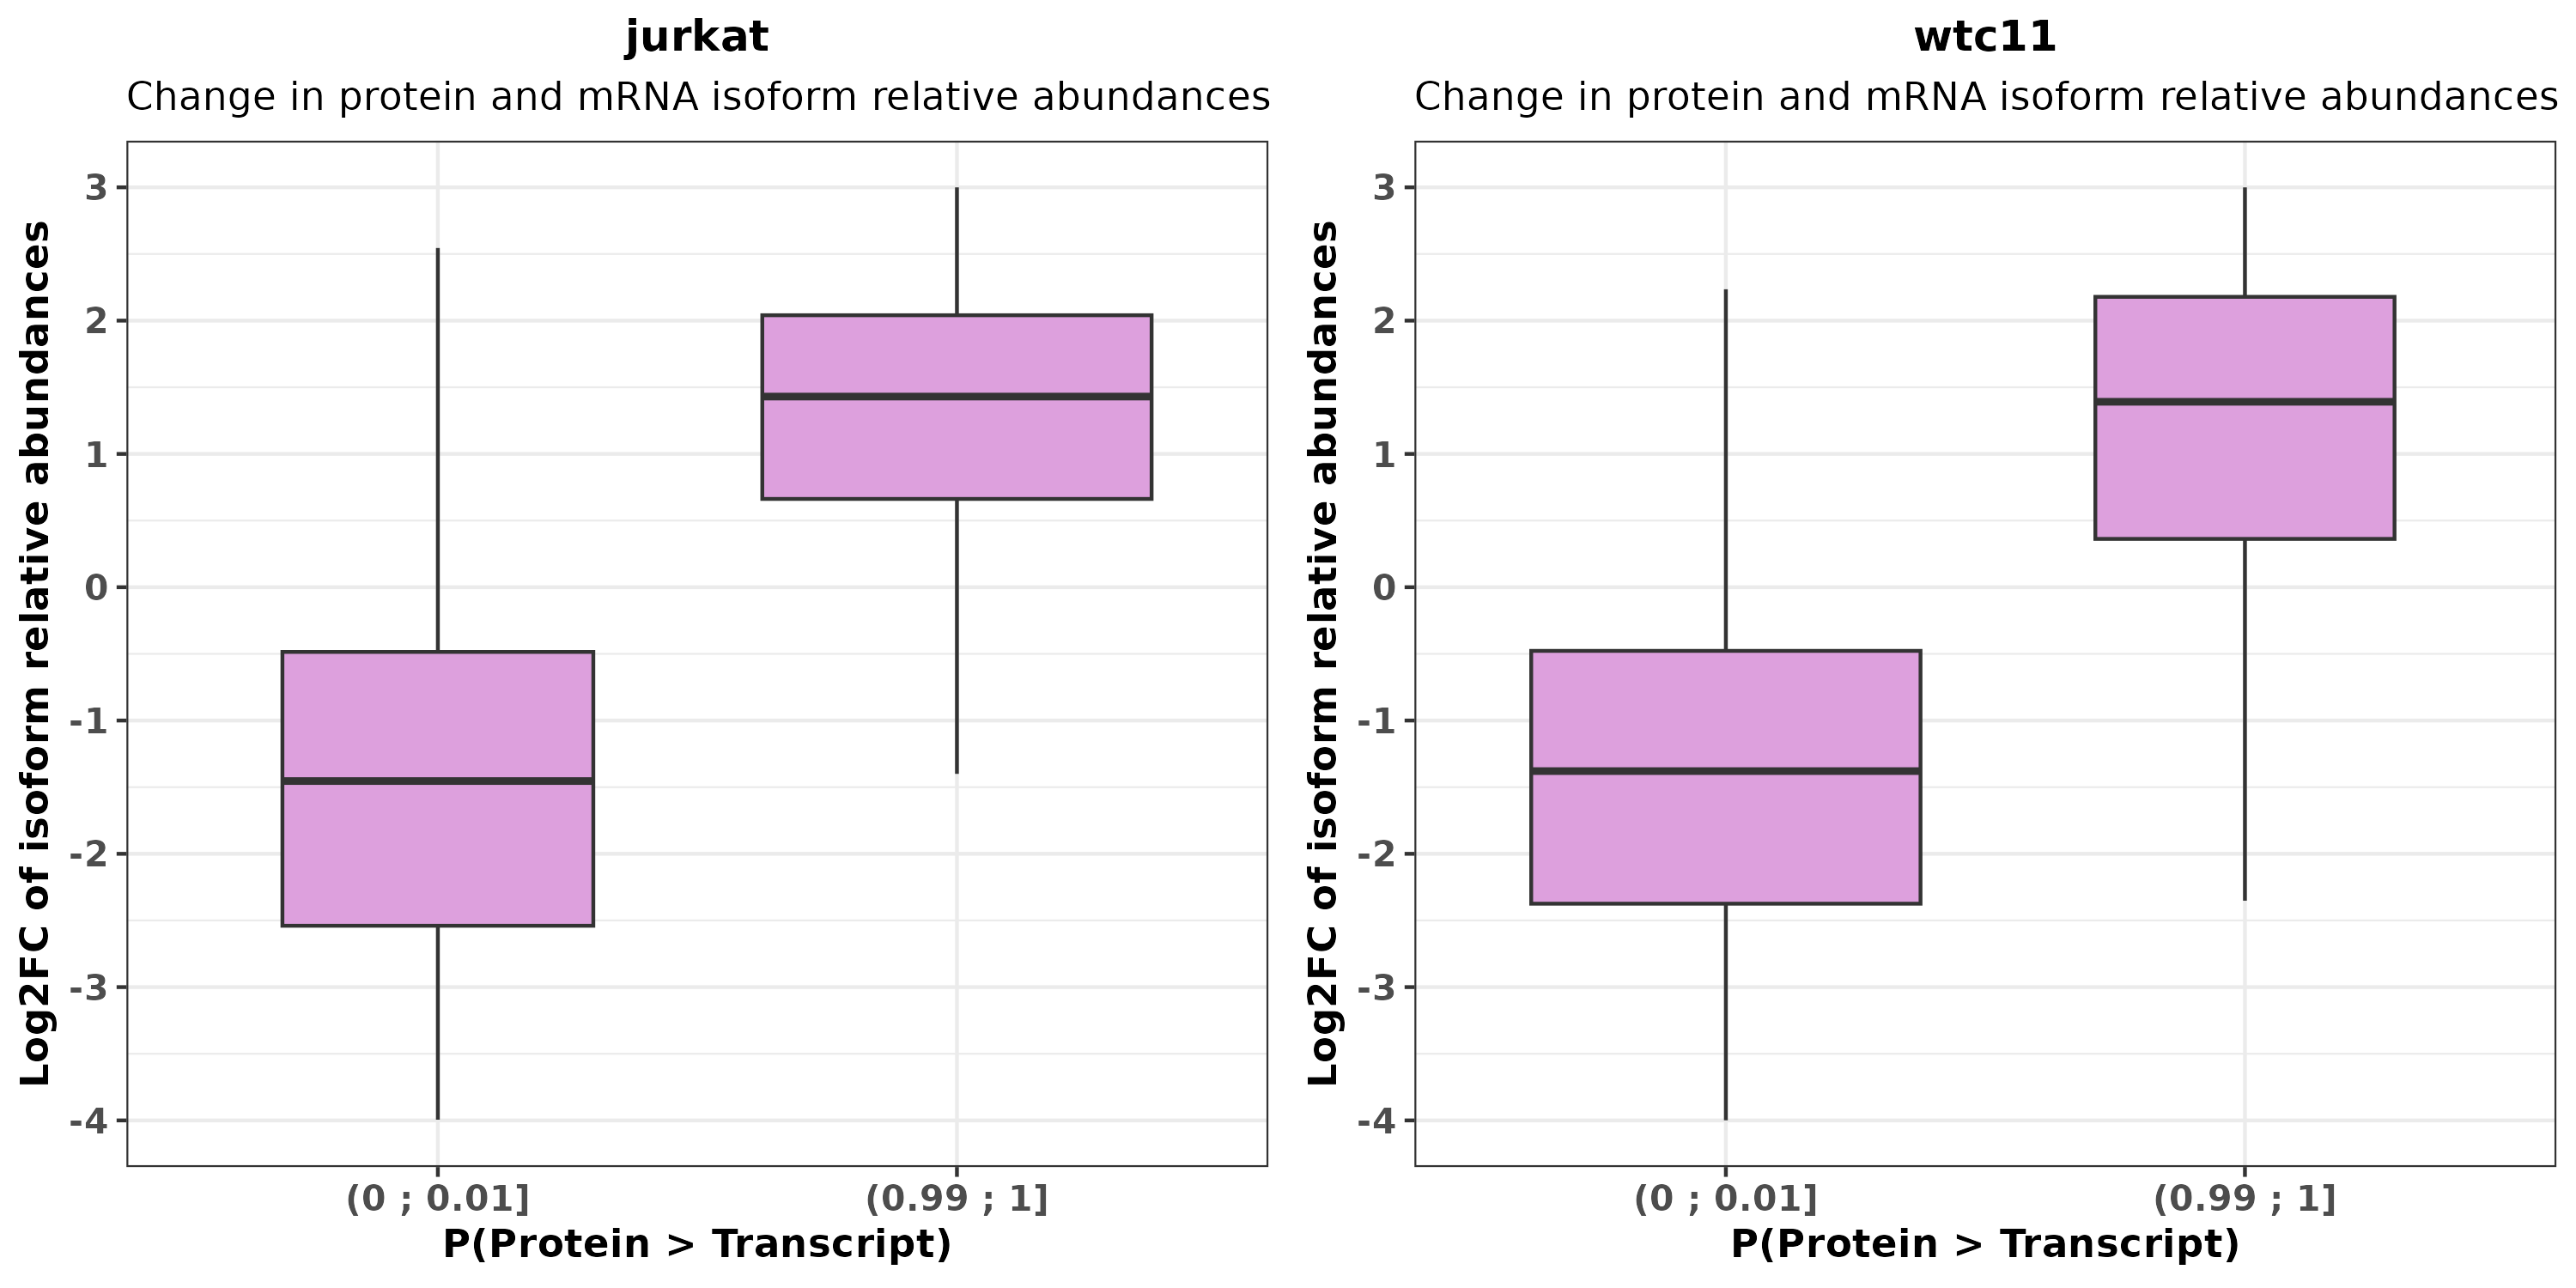 jurkat
Change in protein and mRNA isoform relative abundances
Log2FC of isoform relative abundances
3
2
1
0
-1
-2
-3
-4
(0 ; 0.01]
(0.99 ; 1]
P(Protein > Transcript)
wtc11
Change in protein and mRNA isoform relative abundances
Log2FC of isoform relative abundances
3
2
1
0
-1
-2
-3
-4
(0 ; 0.01]
(0.99 ; 1]
P(Protein > Transcript)